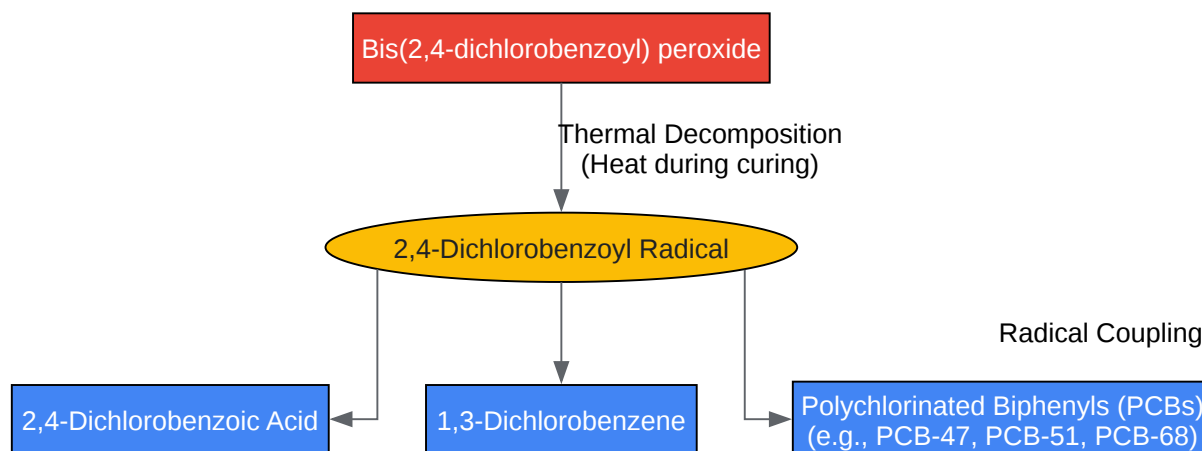 Bis(2,4-dichlorobenzoyl) peroxide
Thermal Decomposition
(Heat during curing)
2,4-Dichlorobenzoyl Radical
Radical Coupling
2,4-Dichlorobenzoic Acid
1,3-Dichlorobenzene
Polychlorinated Biphenyls (PCBs)
(e.g., PCB-47, PCB-51, PCB-68)